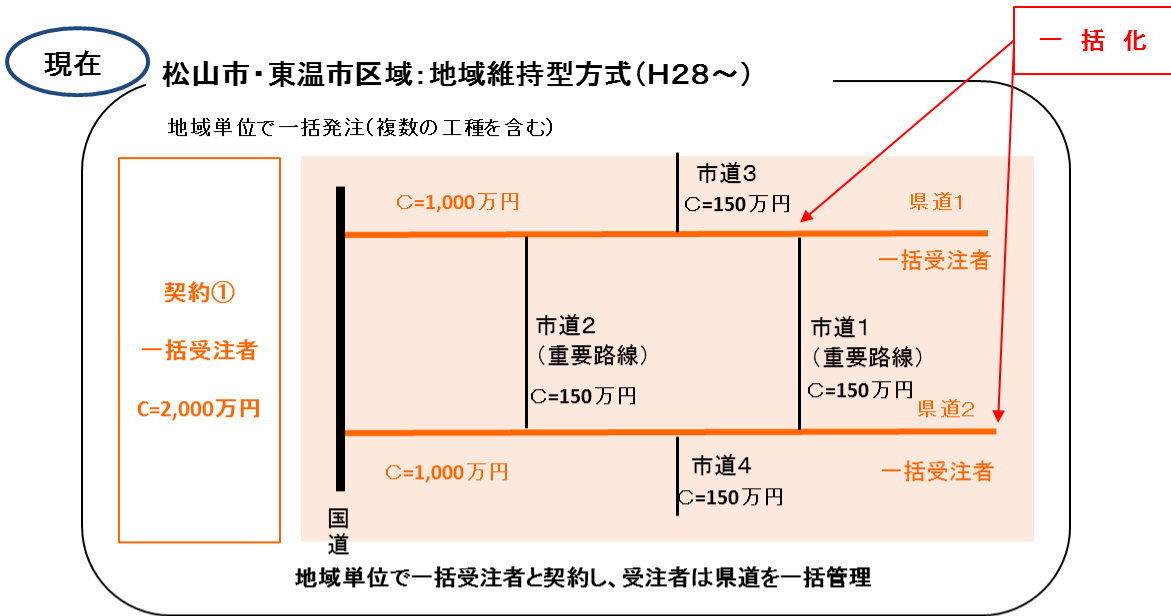 現在
一 括 化
松山市・東温市区域：地域維持型方式（H28～）
地域単位で一括発注（複数の工種を含む）
契約①
一括受注者
C=2,000万円
C=1,000万円
市道3
C=150万円
県道1
一括受注者
市道2
（重要路線）
C=150万円
市道1
（重要路線）
C=150万円
県道2
C=1,000万円
市道4
C=150万円
一括受注者
国道
地域単位で一括受注者と契約し、受注者は県道を一括管理